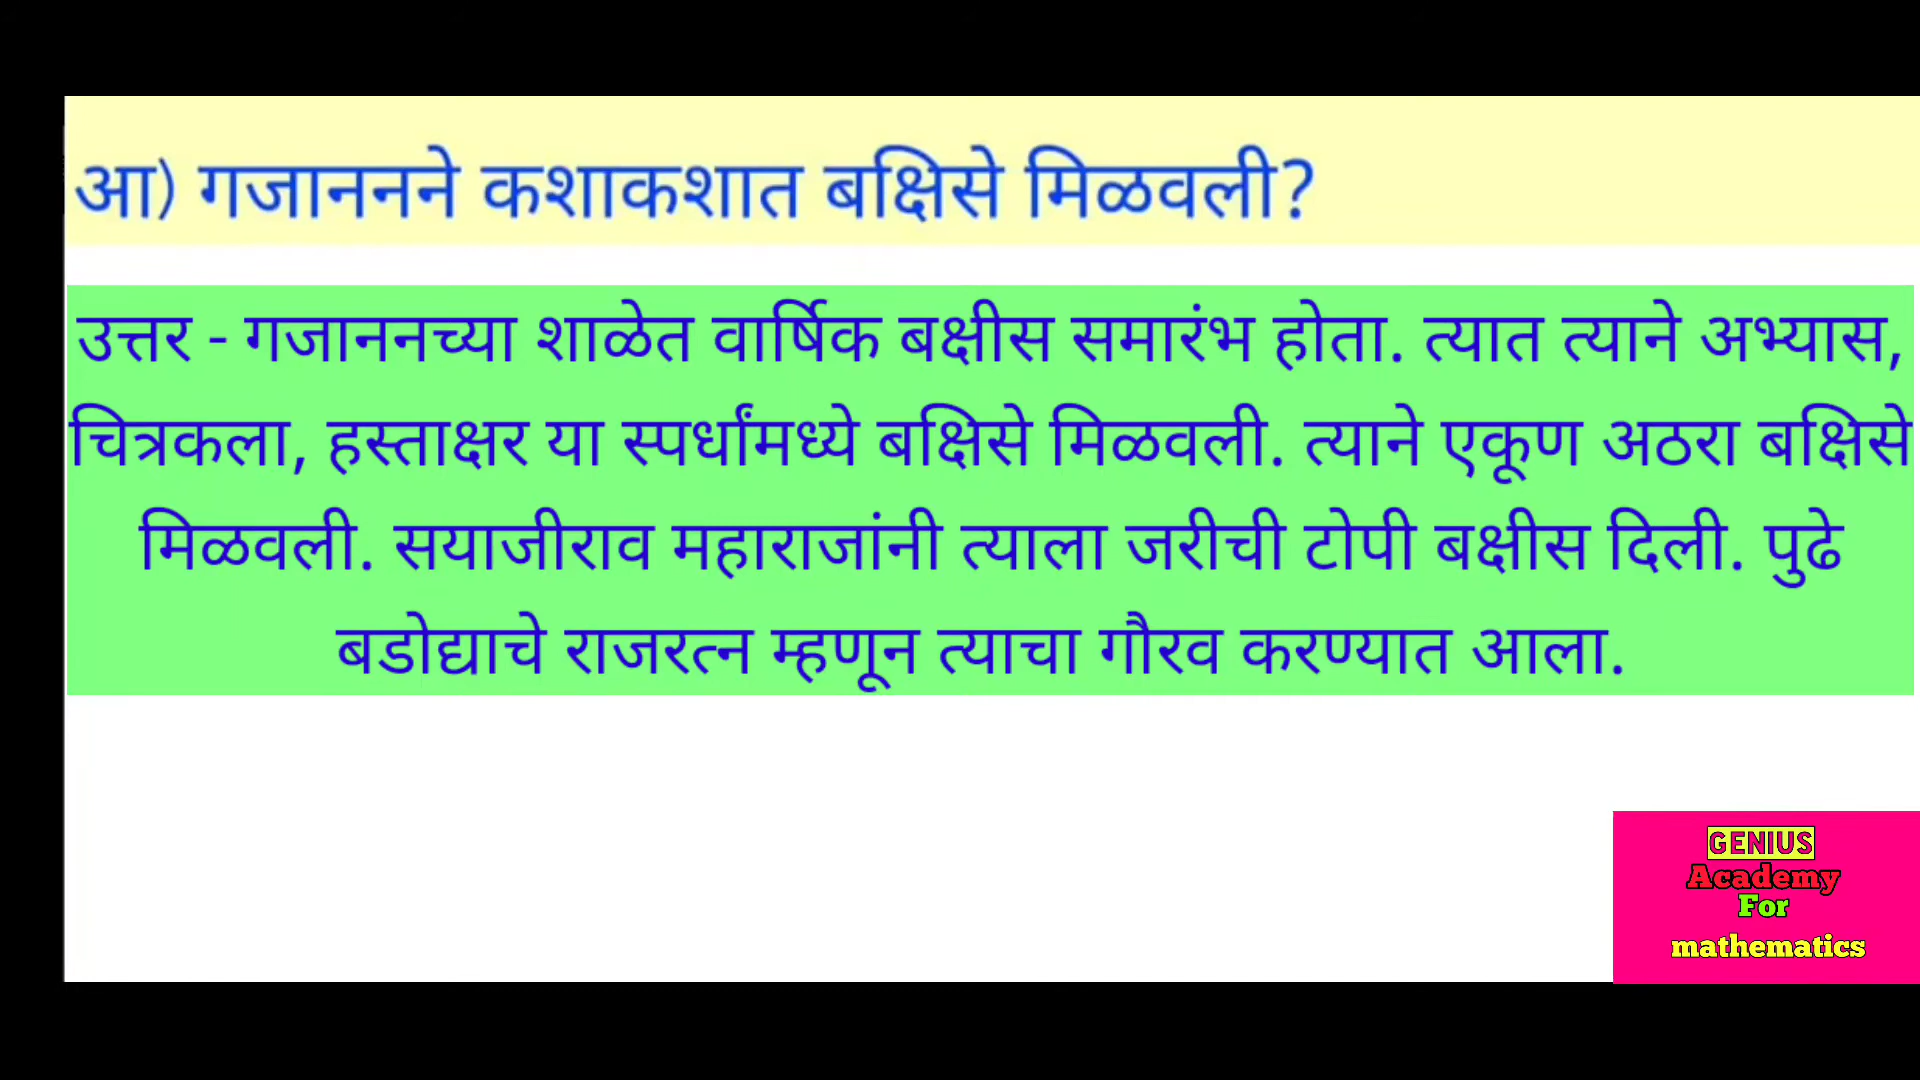 आ) गजाननने कशाकशात बक्षिसे मिळवली?
उत्तर - गजाननच्या शाळेत वार्षिक बक्षीस समारंभ होता. त्यात त्याने अभ्यास,
चित्रकला, हस्ताक्षर या स्पर्धांमध्ये बक्षिसे मिळवली. त्याने एकूण अठरा बक्षिसे
मिळवली. सयाजीराव महाराजांनी त्याला जरीची टोपी बक्षीस दिली. पुढे
बडोद्याचे राजरत्न म्हणून त्याचा गौरव करण्यात आला.
GENIUS
Academy
For
mathematics